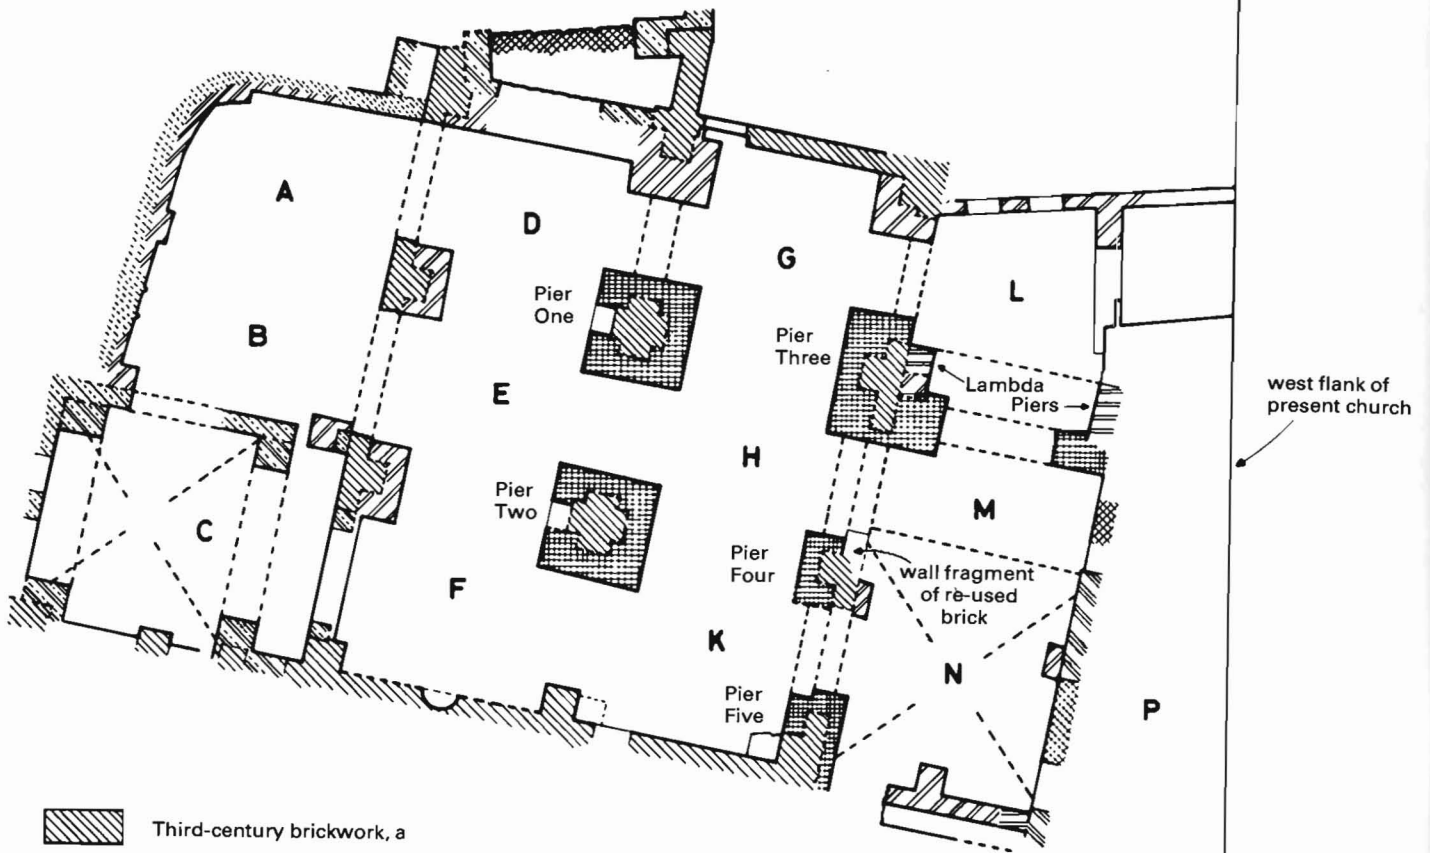 A
D
G
L
Pier
One
B
Pier
Three
Lambda
Piers
west flank of
present church
E
H
Pier
Two
M
C
Pier
Four
wall fragment
of re-used
brick
F
K
N
Pier
Five
P
Third-century brickwork, a